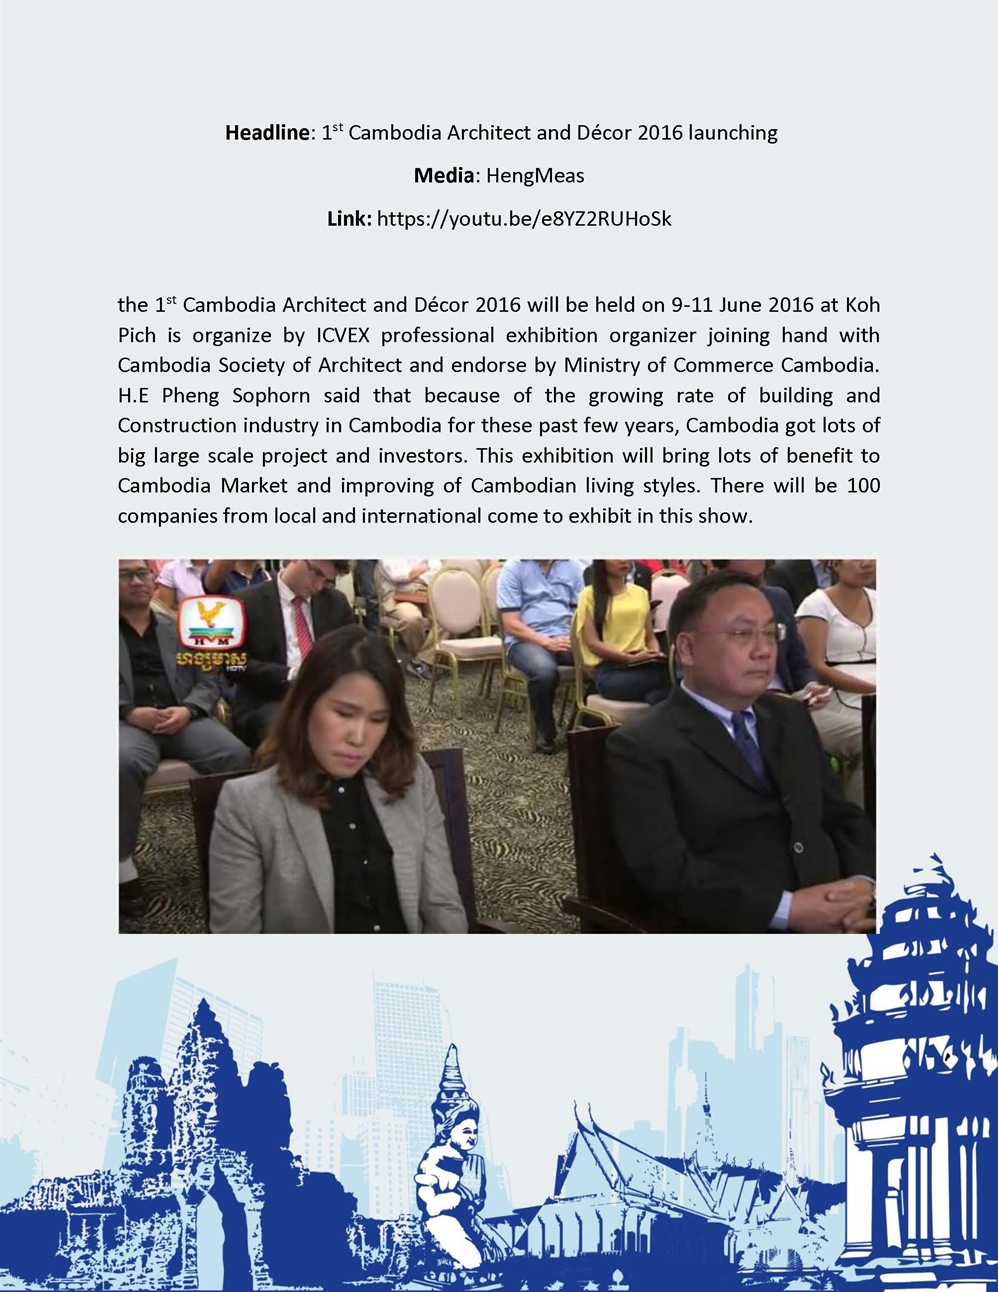 Headline: 1st Cambodia Architect and Décor 2016 launching
Media: HengMeas
Link: https://youtu.be/e8YZ2RUHoSk
the 1st Cambodia Architect and Décor 2016 will be held on 9-11 June 2016 at Koh
Pich is organize by ICVEX professional exhibition organizer joining hand with
Cambodia Society of Architect and endorse by Ministry of Commerce Cambodia.
H.E Pheng Sophorn said that because of the growing rate of building and
Construction industry in Cambodia for these past few years, Cambodia got lots of
big large scale project and investors. This exhibition will bring lots of benefit to
Cambodia Market and improving of Cambodian living styles. There will be 100
companies from local and international come to exhibit in this show.
HM
ហង្សមាស
HDTV